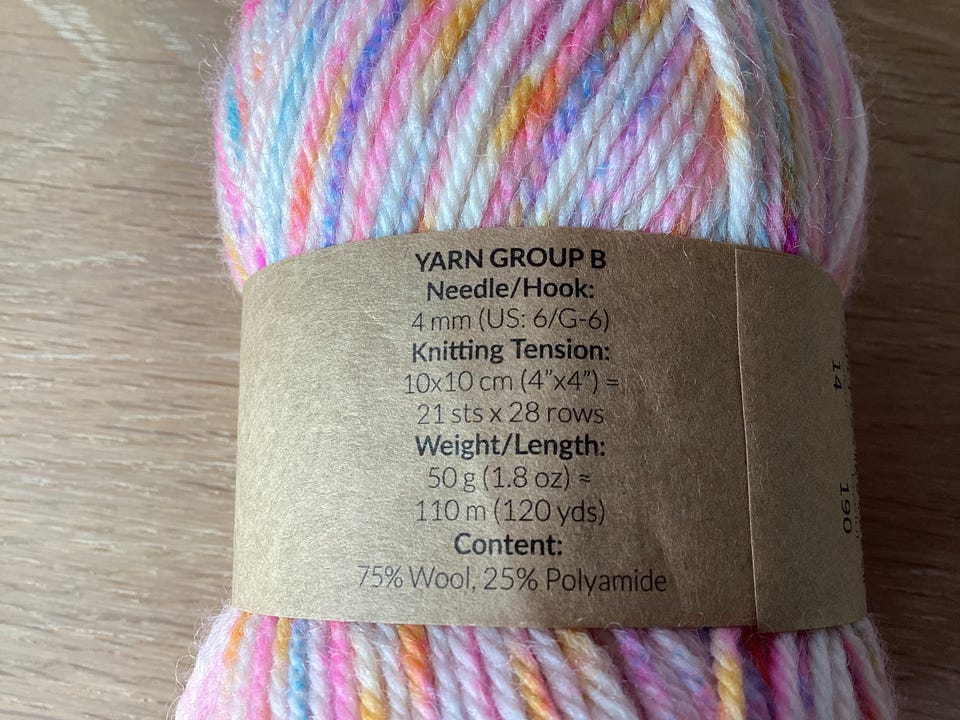 YARN GROUP B
Needle/Hook:
4 mm (US: 6/G-6)
Knitting Tension:
10x10 cm (4”x4”) =
21 sts x 28 rows
Weight/Length:
50 g (1.8 oz) ≈
110 m (120 yds)
Content:
75% Wool, 25% Polyamide
14
190